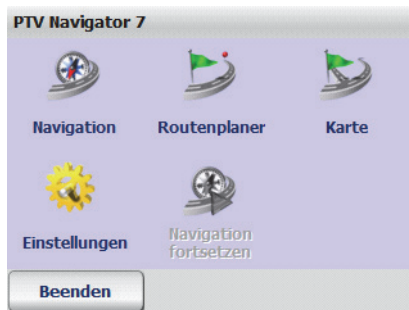 PTV Navigator 7
Navigation
Routenplaner
Karte
Einstellungen
Navigation
fortsetzen
Beenden